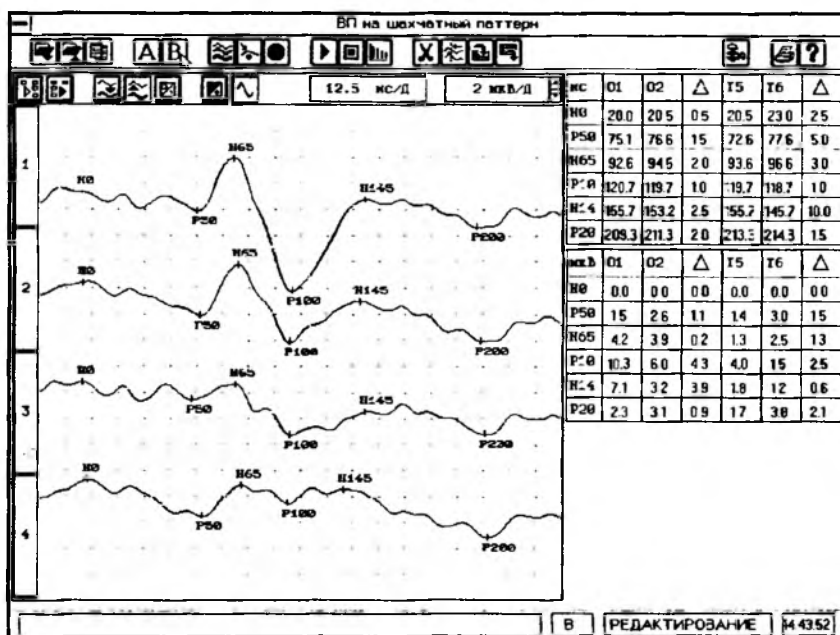 ВП на шахматный паттерн
A B ?
12.5 мс/Д 2 мкВ/Д
мс O1 O2 △ T5 T6 △
N0 20.0 20.5 0.5 20.5 23.0 2.5
P50 75.1 76.6 1.5 72.6 77.6 5.0
N65 92.6 94.5 2.0 93.6 96.6 3.0
P10 120.7 119.7 1.0 119.7 118.7 1.0
N14 155.7 153.2 2.5 155.7 145.7 10.0
P20 209.3 211.3 2.0 213.3 214.3 1.5
мкВ O1 O2 △ T5 T6 △
N0 0.0 0.0 0.0 0.0 0.0 0.0
P50 1.5 2.6 1.1 1.4 3.0 1.5
N65 4.2 3.9 0.2 1.3 2.5 1.3
P10 10.3 6.0 4.3 4.0 1.5 2.5
N14 7.1 3.2 3.9 1.8 1.2 0.6
P20 2.3 3.1 0.9 1.7 3.8 2.1
1 N0 P50 N65 P100 N145 P200
2 N0 P50 N65 P100 N145 P200
3 N0 P50 N65 P100 N145 P200
4 N0 P50 N65 P100 N145 P200
В РЕДАКТИРОВАНИЕ 14:43:52